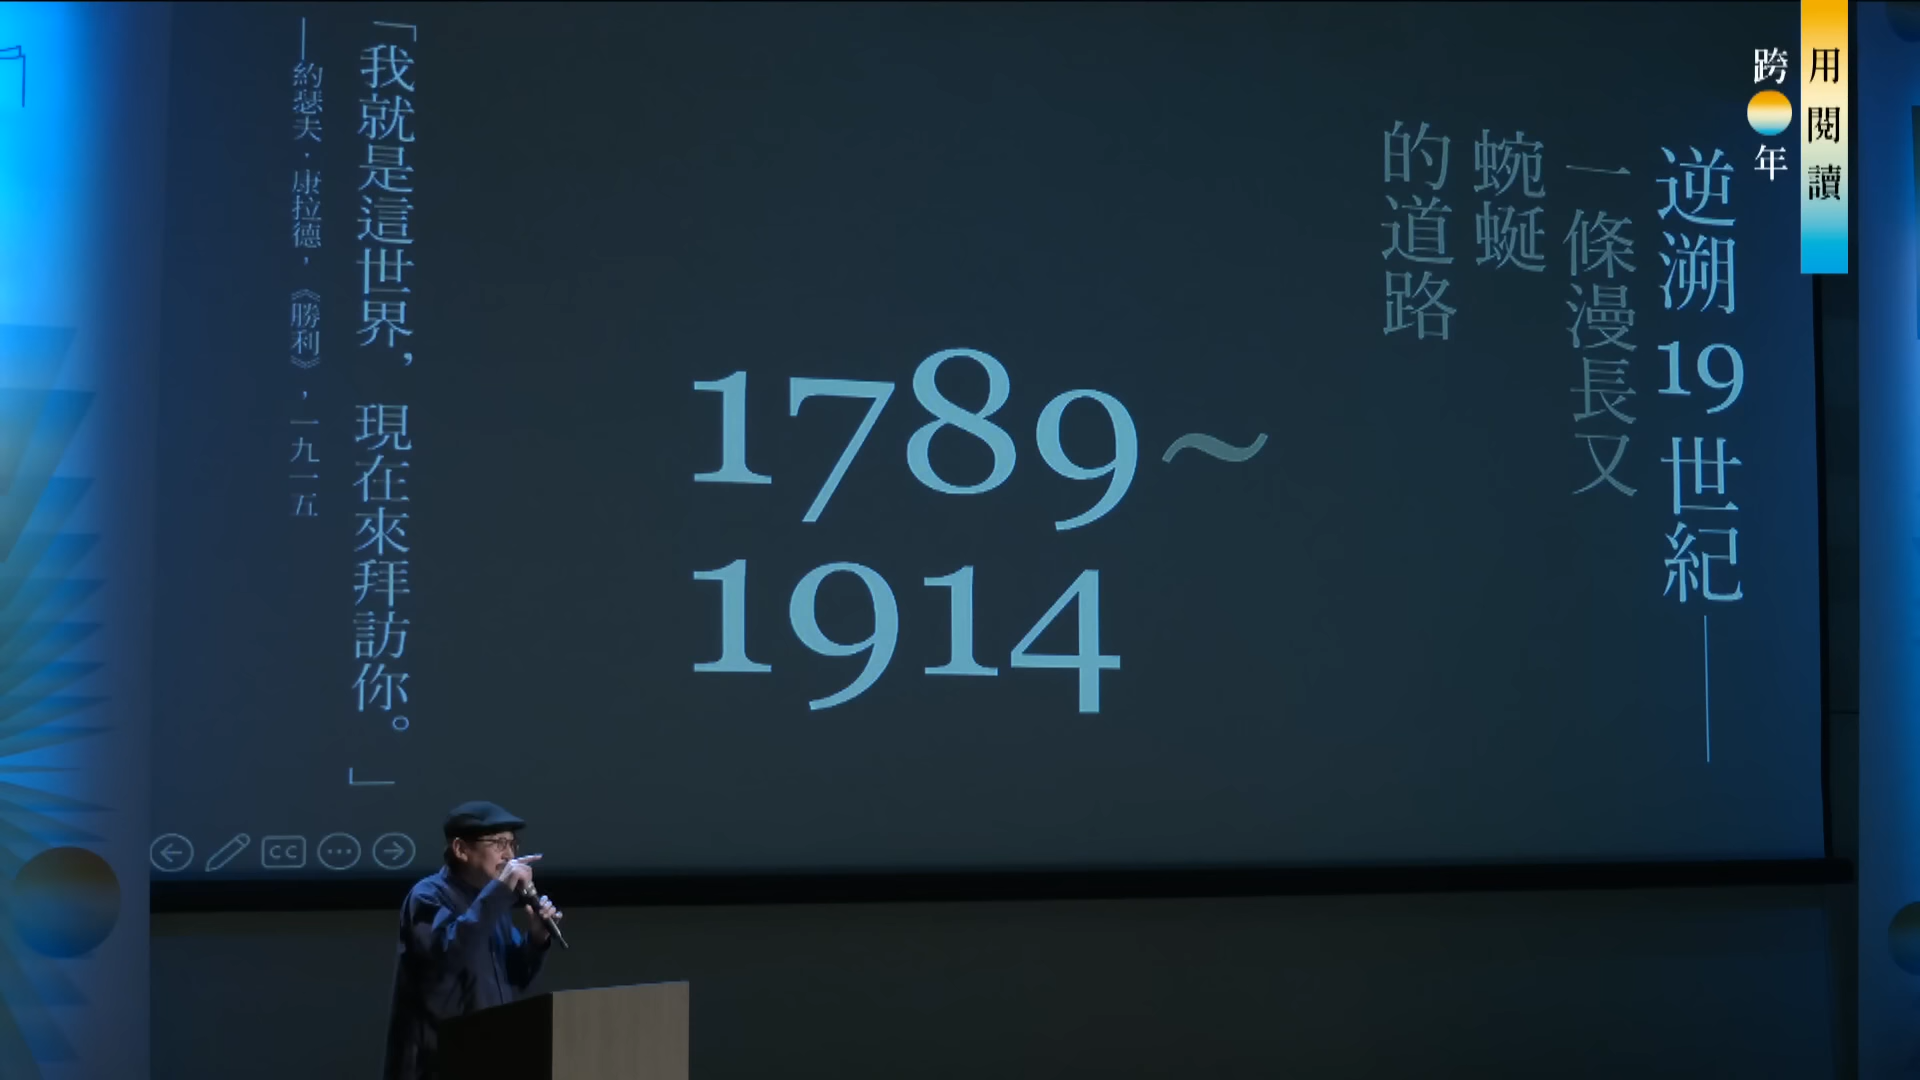 用閱讀
跨年
逆溯19世紀——
一條漫長又
蜿蜒
的道路
1789~
1914
「我就是這世界，現在來拜訪你。」
——約瑟夫．康拉德，《勝利》，一九一五
CC